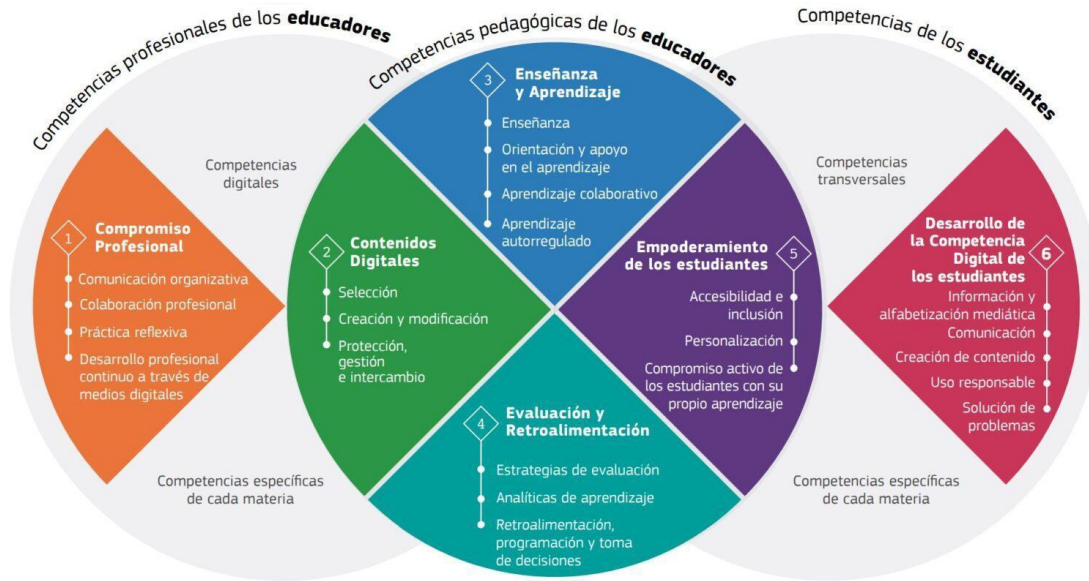 Competencias profesionales de los educadores
Competencias pedagógicas de los educadores
Competencias de los estudiantes
Competencias
digitales
Competencias
transversales
1
Compromiso
Profesional
Comunicación organizativa
Colaboración profesional
Práctica reflexiva
Desarrollo profesional
continuo a través de
medios digitales
2
Contenidos
Digitales
Selección
Creación y modificación
Protección,
gestión
e intercambio
3
Enseñanza
y Aprendizaje
Enseñanza
Orientación y apoyo
en el aprendizaje
Aprendizaje colaborativo
Aprendizaje
autorregulado
4
Evaluación y
Retroalimentación
Estrategias de evaluación
Analíticas de aprendizaje
Retroalimentación,
programación y toma
de decisiones
Empoderamiento
de los estudiantes
5
Accesibilidad e
inclusión
Personalización
Compromiso activo de
los estudiantes con su
propio aprendizaje
Desarrollo de
la Competencia
Digital de
los estudiantes
6
Información y
alfabetización mediática
Comunicación
Creación de contenido
Uso responsable
Solución de
problemas
Competencias específicas
de cada materia
Competencias específicas
de cada materia